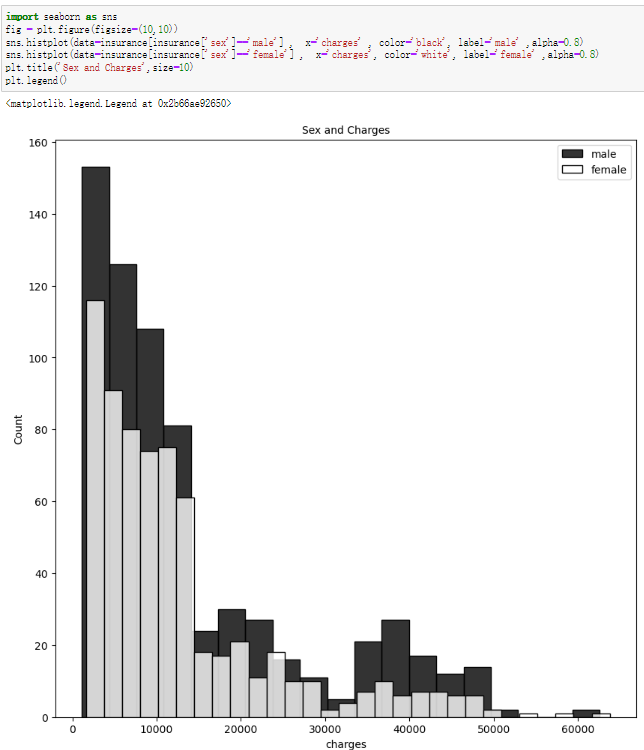 import seaborn as sns
fig = plt.figure(figsize=(10,10))
sns.histplot(data=insurance[insurance['sex']=='male'] , x='charges' , color='black', label='male' ,alpha=0.8)
sns.histplot(data=insurance[insurance['sex']=='female'] , x='charges', color='white', label='female' ,alpha=0.8)
plt.title('Sex and Charges',size=10)
plt.legend()
<matplotlib.legend.Legend at 0x2b66ae92650>
Sex and Charges
male
female
160
140
120
100
80
60
40
20
0
Count
0 10000 20000 30000 40000 50000 60000
charges